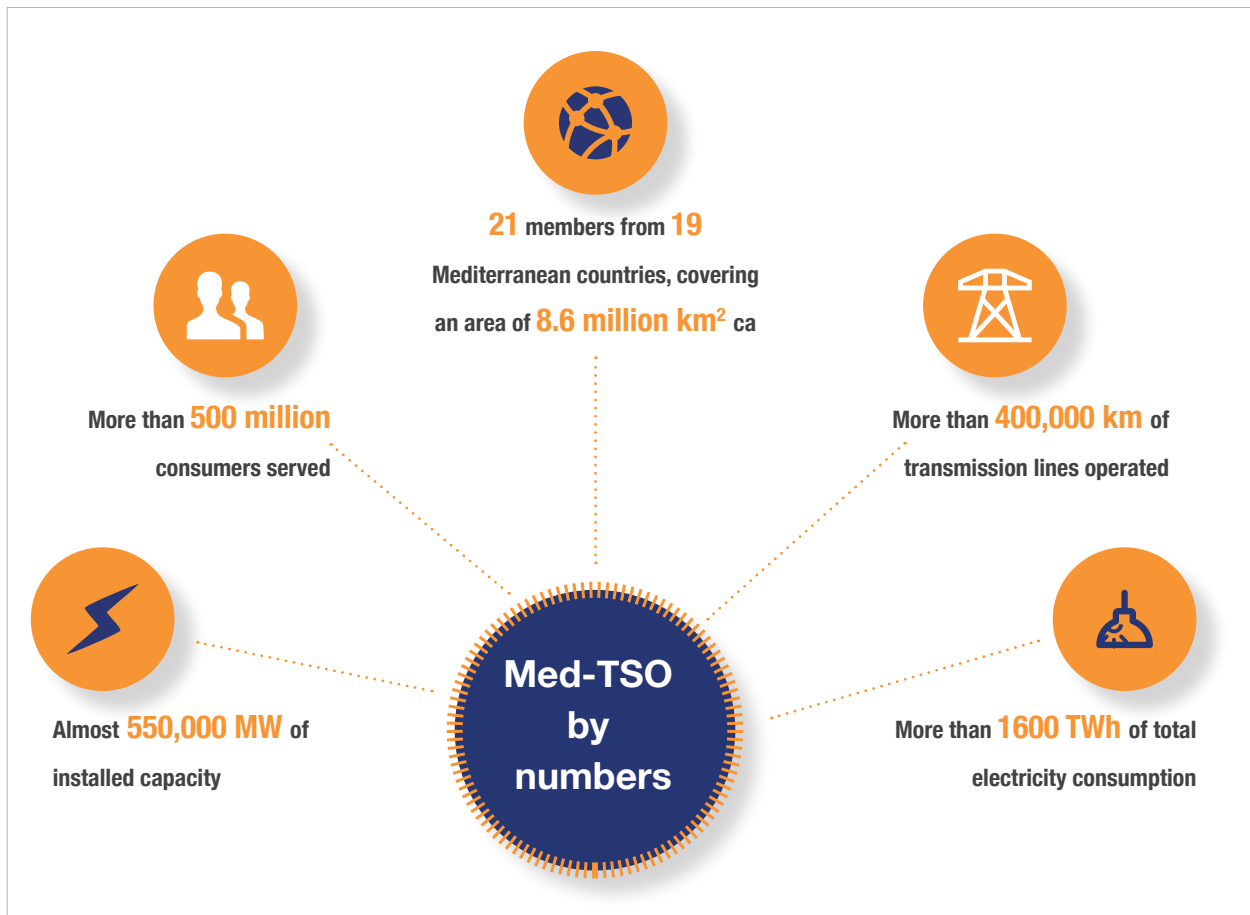 21 members from 19
Mediterranean countries, covering
an area of 8.6 million km² ca
More than 500 million
consumers served
More than 400,000 km of
transmission lines operated
Almost 550,000 MW of
installed capacity
Med-TSO
by
numbers
More than 1600 TWh of total
electricity consumption